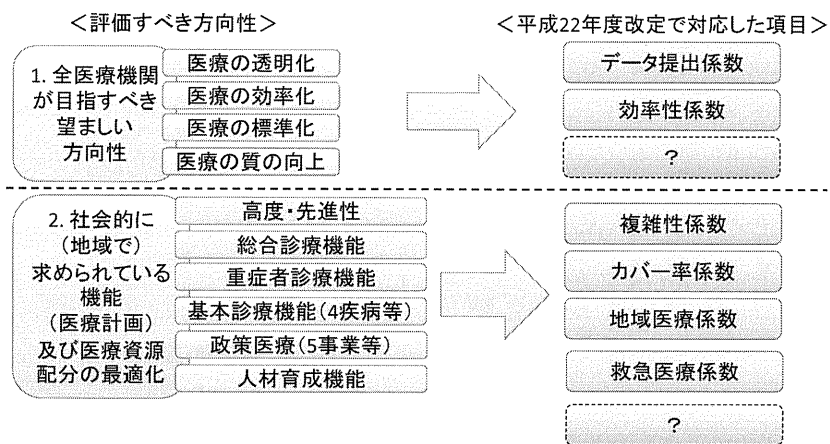 ＜評価すべき方向性＞
＜平成22年度改定で対応した項目＞
1. 全医療機関
が目指すべき
望ましい
方向性
医療の透明化
医療の効率化
医療の標準化
医療の質の向上
データ提出係数
効率性係数
？
2. 社会的に
（地域で）
求められている
機能
（医療計画）
及び医療資源
配分の最適化
高度・先進性
総合診療機能
重症者診療機能
基本診療機能（4疾病等）
政策医療（5事業等）
人材育成機能
複雑性係数
カバー率係数
地域医療係数
救急医療係数
？